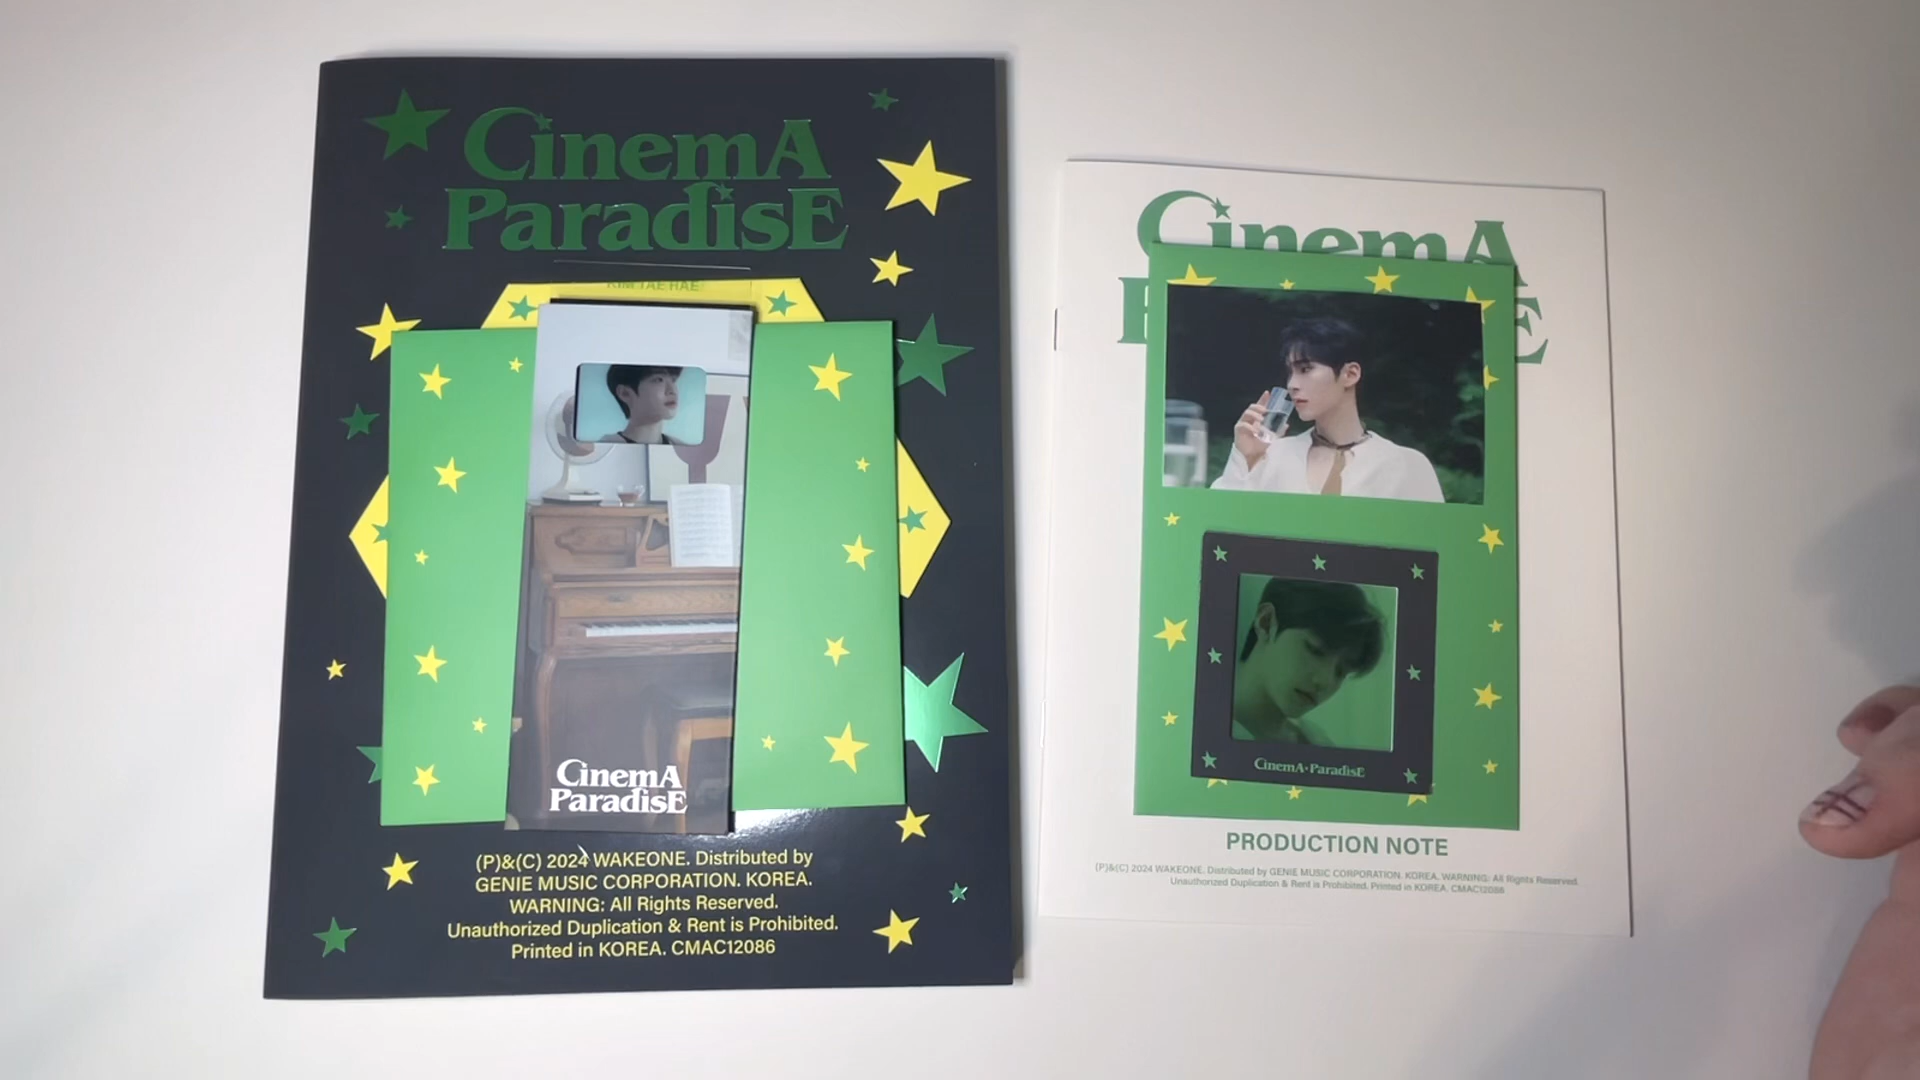 CinemA
ParadisE
KIM TAE RAE
CinemA
ParadisE
(P)&(C) 2024 WAKEONE. Distributed by
GENIE MUSIC CORPORATION. KOREA.
WARNING: All Rights Reserved.
Unauthorized Duplication & Rent is Prohibited.
Printed in KOREA. CMAC12086
CinemA
CinemA ParadisE
PRODUCTION NOTE
(P)&(C) 2024 WAKEONE. Distributed by GENIE MUSIC CORPORATION. KOREA. WARNING: All Rights Reserved.
Unauthorized Duplication & Rent is Prohibited. Printed in KOREA. CMAC12086